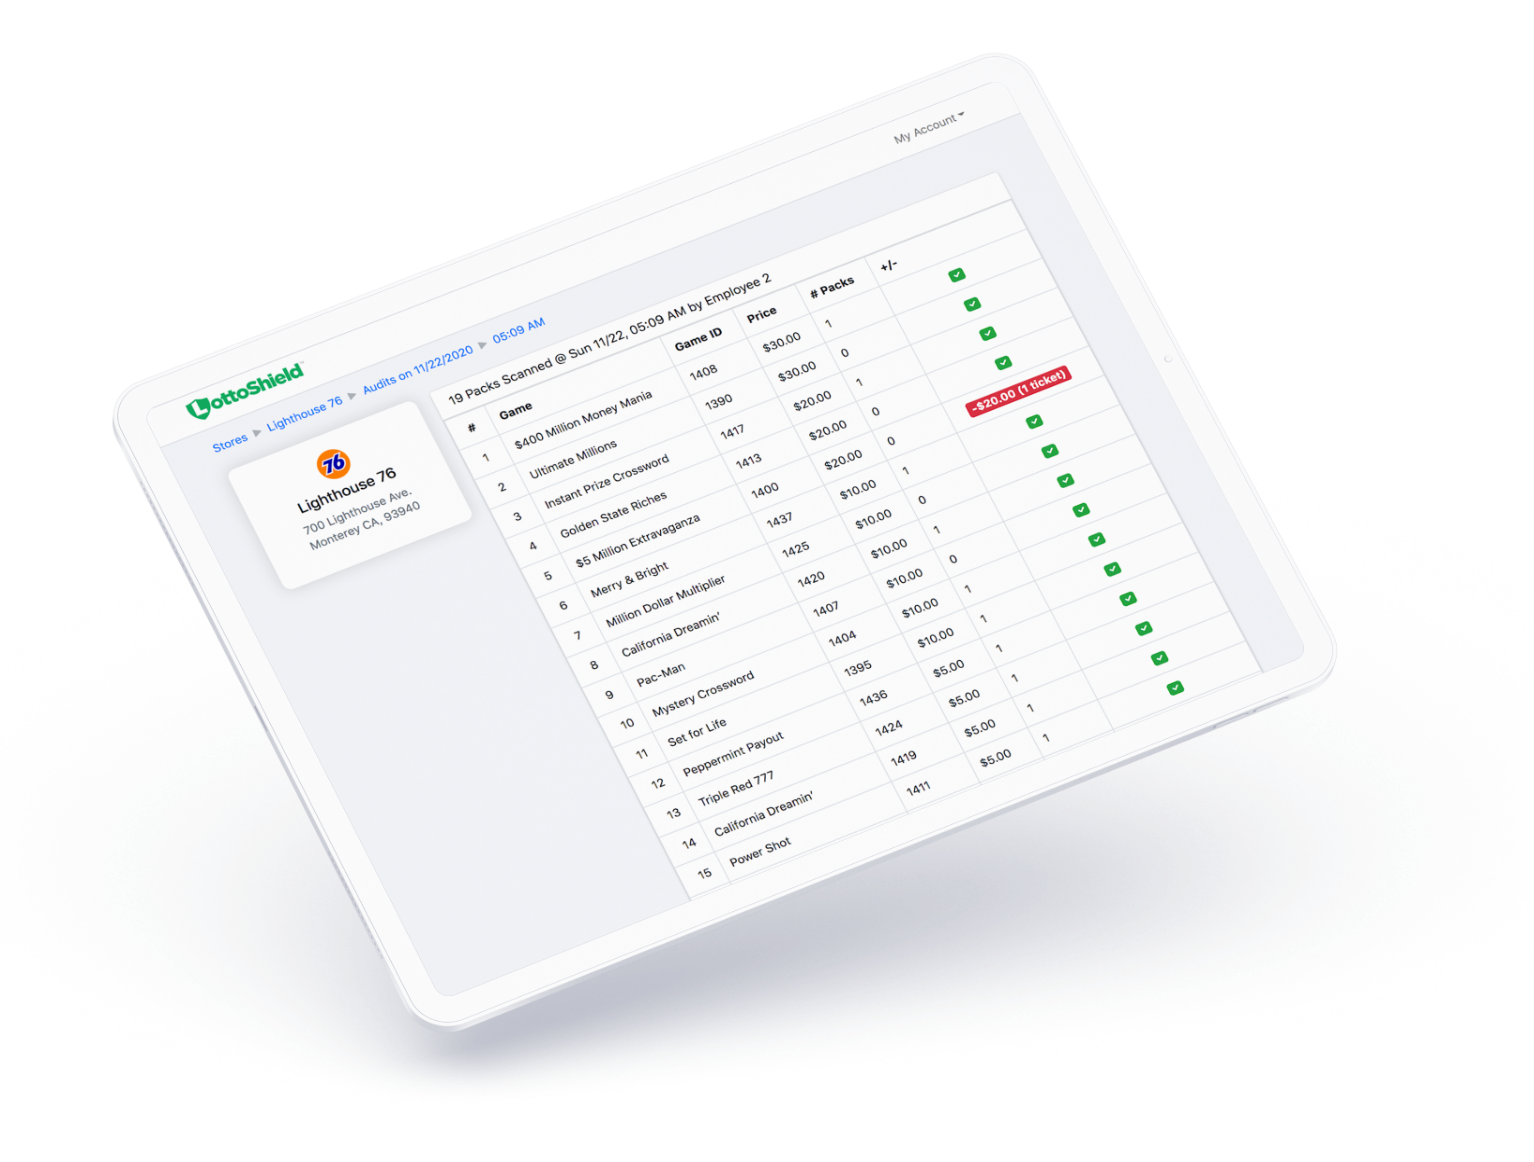 My Account
LottoShield
Stores ▶ Lighthouse 76 ▶ Audits on 11/22/2020 ▶ 05:09 AM
76
Lighthouse 76
700 Lighthouse Ave.
Monterey CA, 93940
19 Packs Scanned @ Sun 11/22, 05:09 AM by Employee 2
# Game Game ID Price # Packs +/-
1 $400 Million Money Mania 1408 $30.00 1
2 Ultimate Millions 1390 $30.00 0
3 Instant Prize Crossword 1417 $20.00 1
4 Golden State Riches 1413 $20.00 0
5 $5 Million Extravaganza 1400 $20.00 0 -$20.00 (1 ticket)
6 Merry & Bright 1437 $10.00 1
7 Million Dollar Multiplier 1425 $10.00 0
8 California Dreamin' 1420 $10.00 1
9 Pac-Man 1407 $10.00 0
10 Mystery Crossword 1404 $10.00 1
11 Set for Life 1395 $10.00 1
12 Peppermint Payout 1436 $5.00 1
13 Triple Red 777 1424 $5.00 1
14 California Dreamin' 1419 $5.00 1
15 Power Shot 1411 $5.00 1